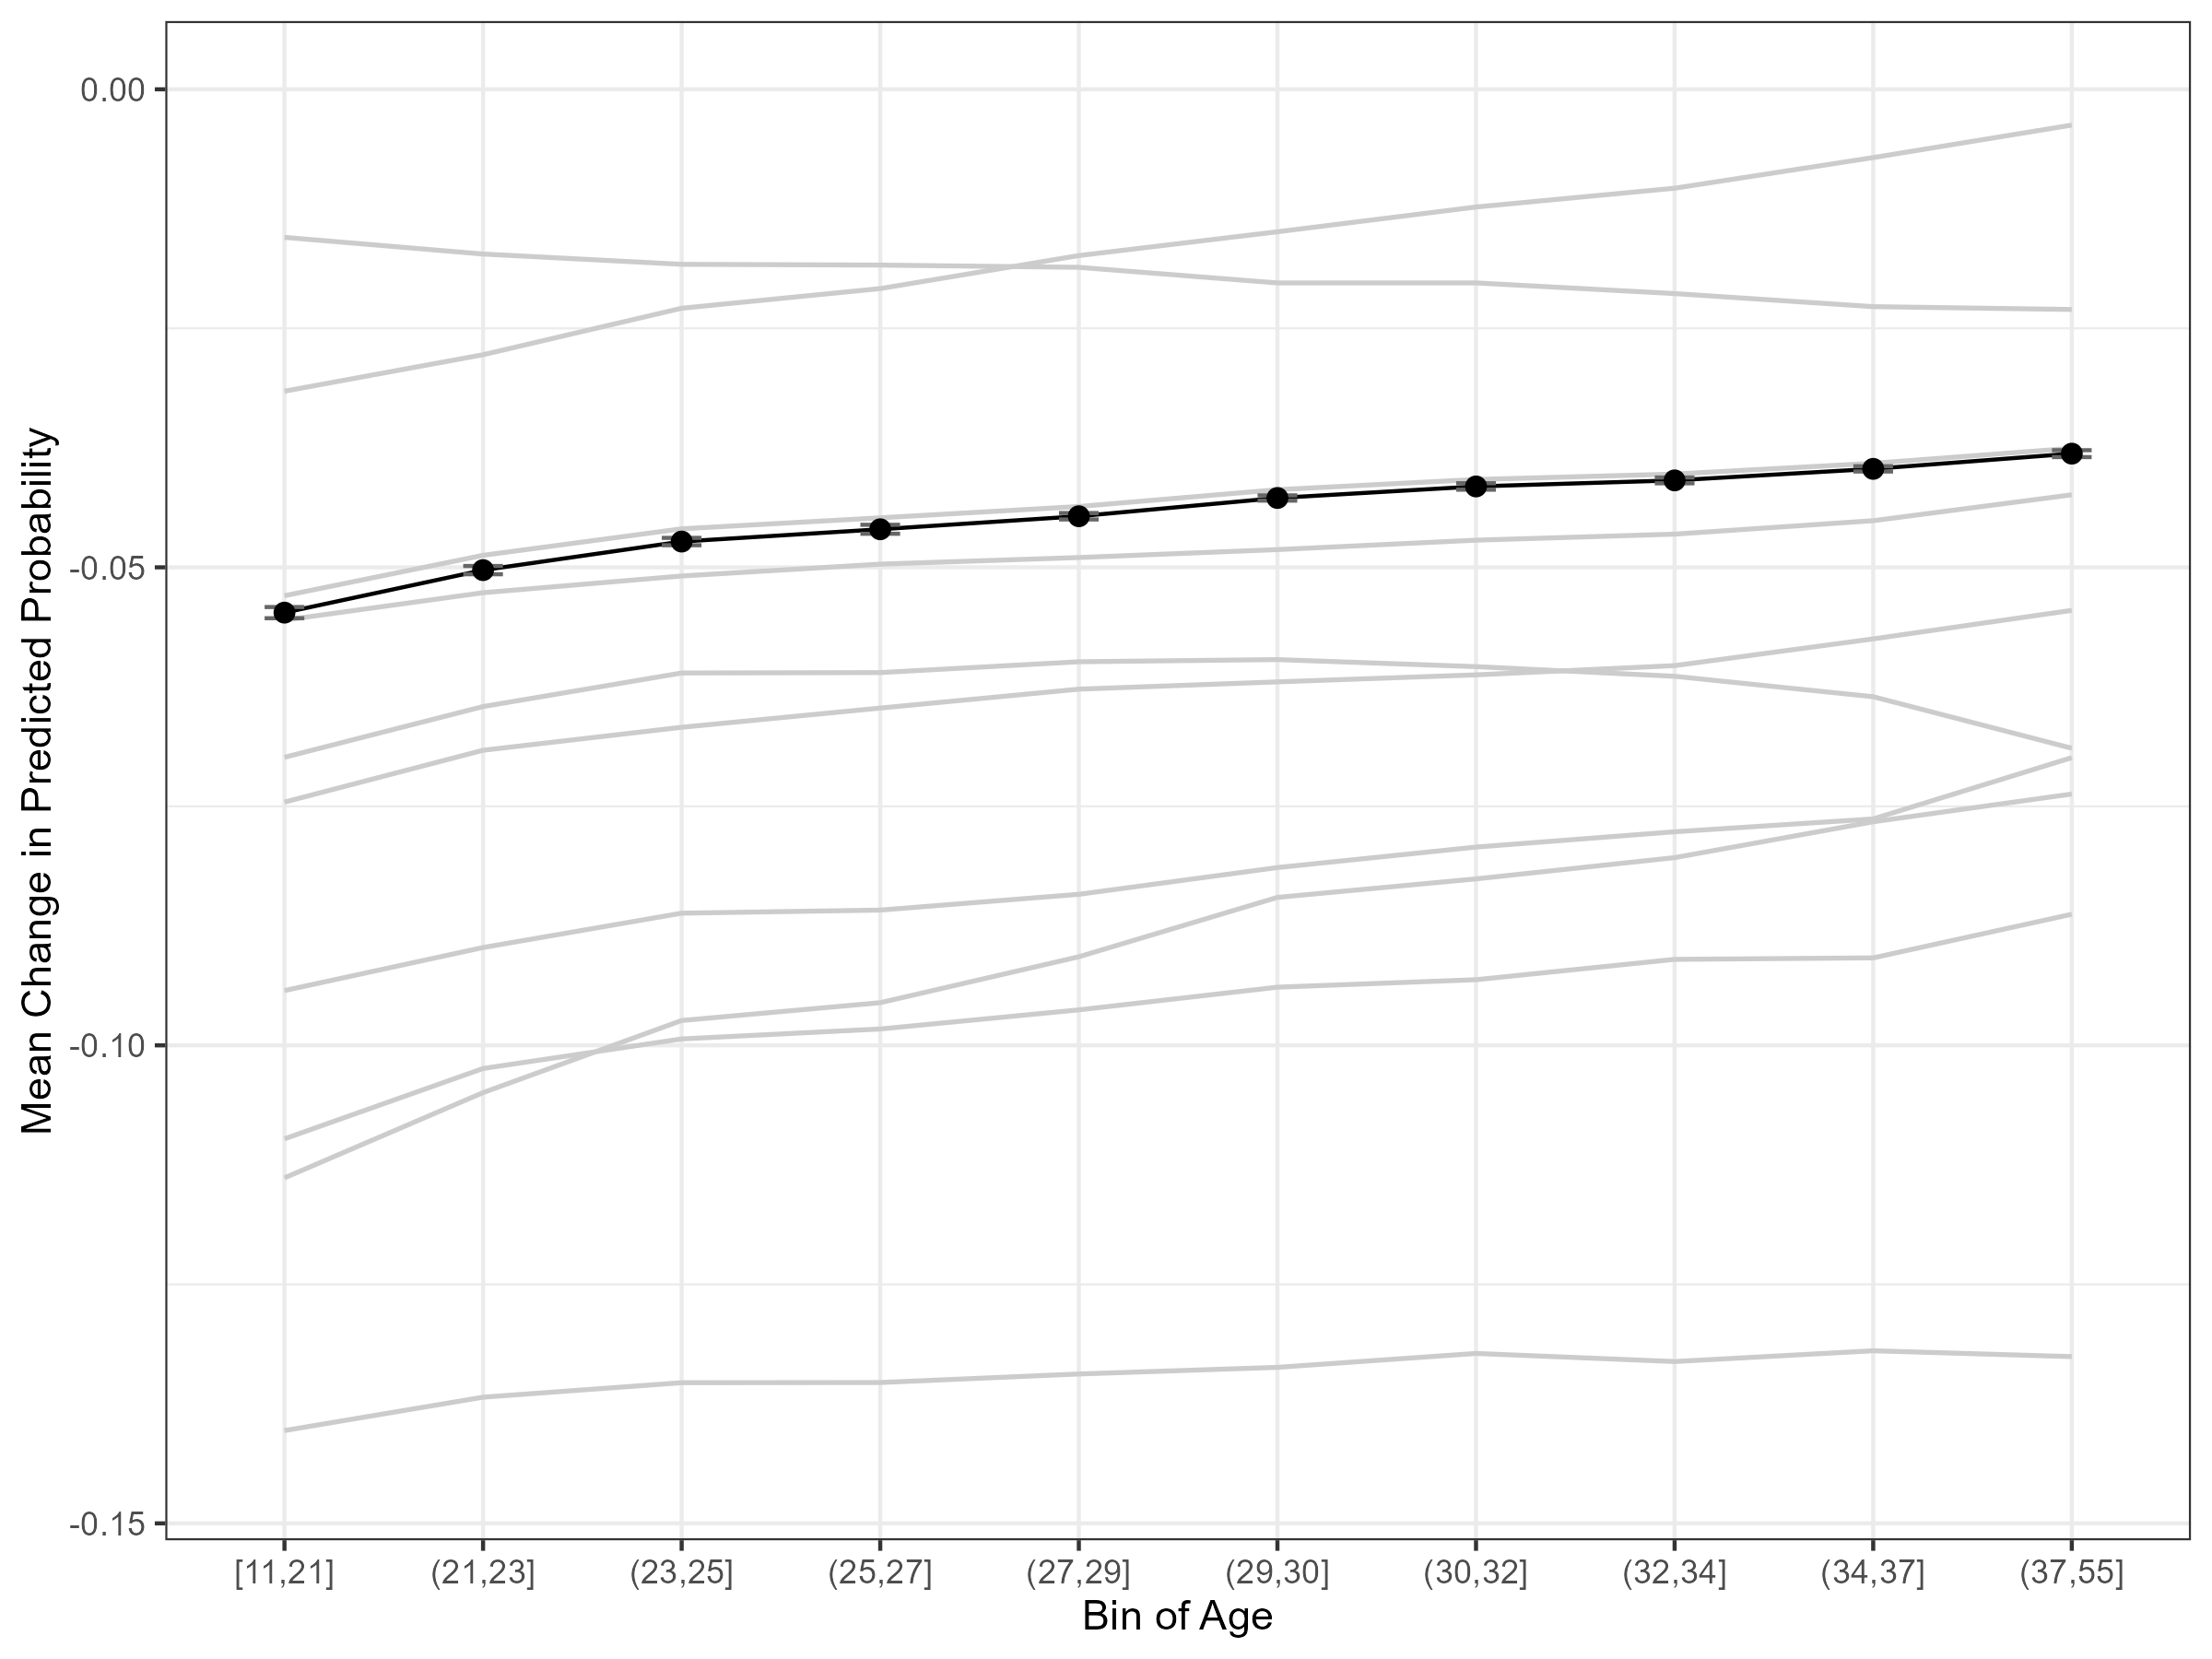 Mean Change in Predicted Probability
0.00
-0.05
-0.10
-0.15
[11,21] (21,23] (23,25] (25,27] (27,29] (29,30] (30,32] (32,34] (34,37] (37,55]
Bin of Age